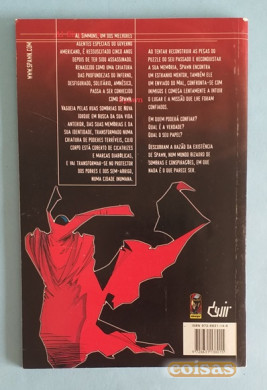 AL SIMMONS, UM DOS MELHORES
AGENTES ESPECIAIS DO GOVERNO
AMERICANO, É RESSUSCITADO CINCO ANOS
DEPOIS DE TER SIDO ASSASSINADO.
RENASCIDO COMO UMA CRIATURA
DAS PROFUNDEZAS DO INFERNO,
DESFIGURADO, SOLITÁRIO, AMNÉSICO,
PASSA A SER CONHECIDO
COMO SPAWN.
VAGUEIA PELAS RUAS SOMBRIAS DE NOVA
IORQUE EM BUSCA DA SUA VIDA
ANTERIOR, DAS SUAS MEMÓRIAS E DA
SUA IDENTIDADE, TRANSFORMADO NUMA
CRIATURA DE PODERES TERRÍVEIS, CUJO
CORPO ESTÁ COBERTO DE CICATRIZES
E MARCAS DIABÓLICAS,
E VAI TRANSFORMAR-SE NO PROTECTOR
DOS POBRES E DOS SEM-ABRIGO,
NUMA CIDADE INUMANA.
AO TENTAR RECONSTRUIR AS PEÇAS DO
PUZZLE DO SEU PASSADO E RECONQUISTAR
A SUA MEMÓRIA, SPAWN ENCONTRA
UM ESTRANHO MENTOR, TAMBÉM ELE
UM ENVIADO DO MAL, CONFRONTA-SE COM
INIMIGOS E COMEÇA LENTAMENTE A INTUIR
O LUGAR E A MISSÃO QUE LHE FORAM
CONFIADOS.
EM QUEM PODERÁ CONFIAR?
QUAL É A VERDADE?
QUAL O SEU PAPEL?
DESCUBRAM A RAZÃO DA EXISTÊNCIA
DE SPAWN, NUM MUNDO BIZARRO DE
SOMBRAS E CONSPIRAÇÕES, EM QUE
NADA É O QUE PARECE SER.
WWW.SPAWN.COM
coisas